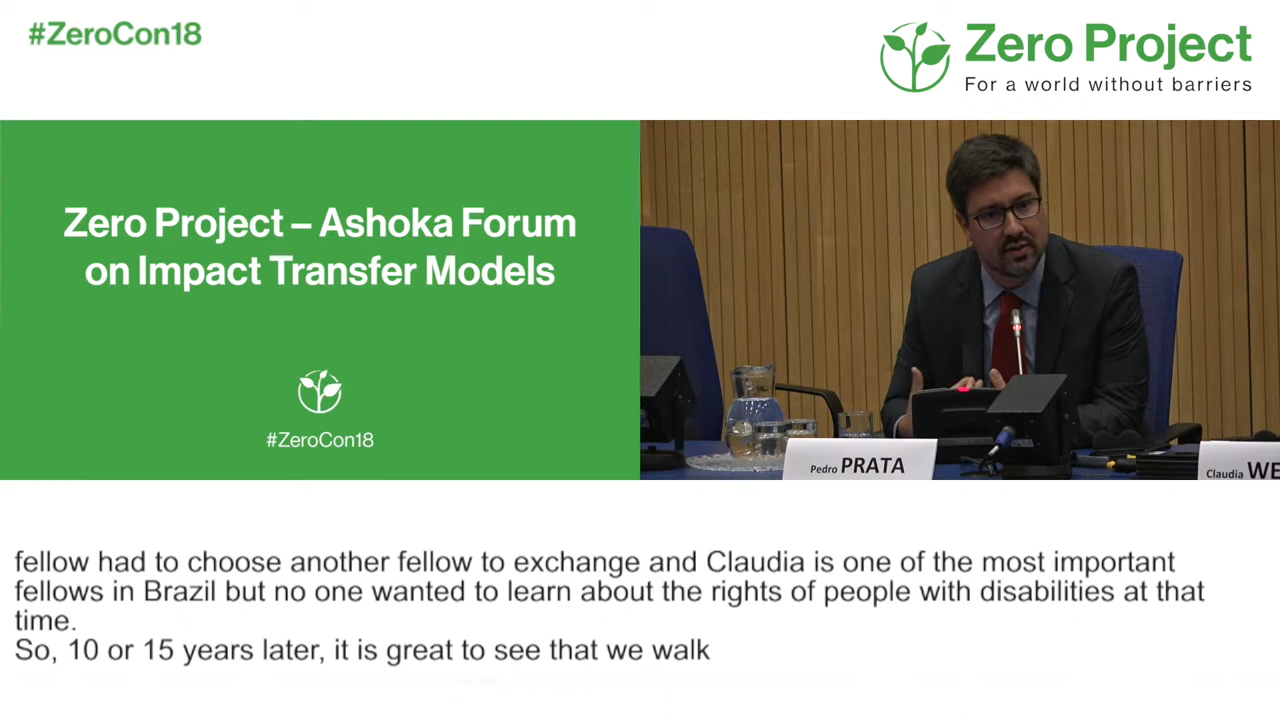 #ZeroCon18
Zero Project
For a world without barriers
Zero Project – Ashoka Forum
on Impact Transfer Models
#ZeroCon18
Pedro PRATA
Claudia WE
fellow had to choose another fellow to exchange and Claudia is one of the most important
fellows in Brazil but no one wanted to learn about the rights of people with disabilities at that
time.
So, 10 or 15 years later, it is great to see that we walk